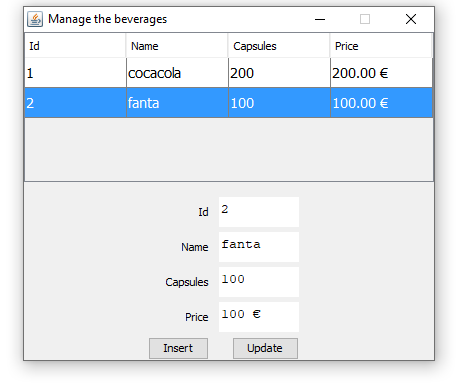 Manage the beverages
Id Name Capsules Price
1 cocacola 200 200.00 €
2 fanta 100 100.00 €
Id 2
Name fanta
Capsules 100
Price 100 €
Insert Update